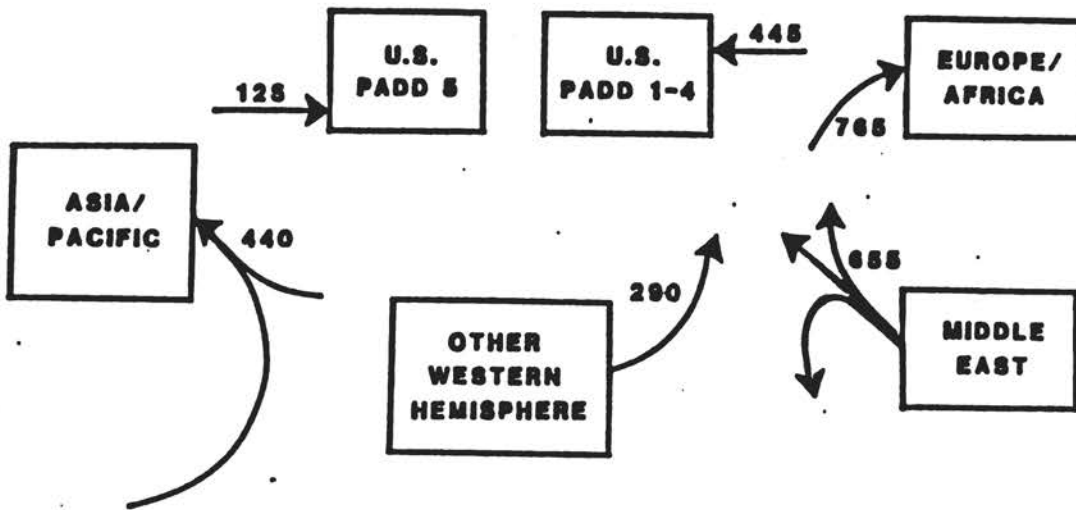 U.S.
PADD 5
U.S.
PADD 1-4
445
EUROPE/
AFRICA
125
765
ASIA/
PACIFIC
440
655
290
OTHER
WESTERN
HEMISPHERE
MIDDLE
EAST